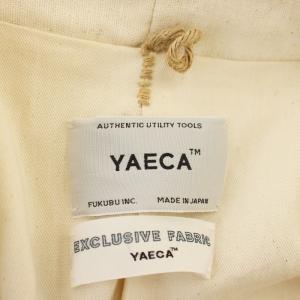 AUTHENTIC UTILITY TOOLS
YAECA™
FUKUBU INC. MADE IN JAPAN
EXCLUSIVE FABRIC
YAECA™